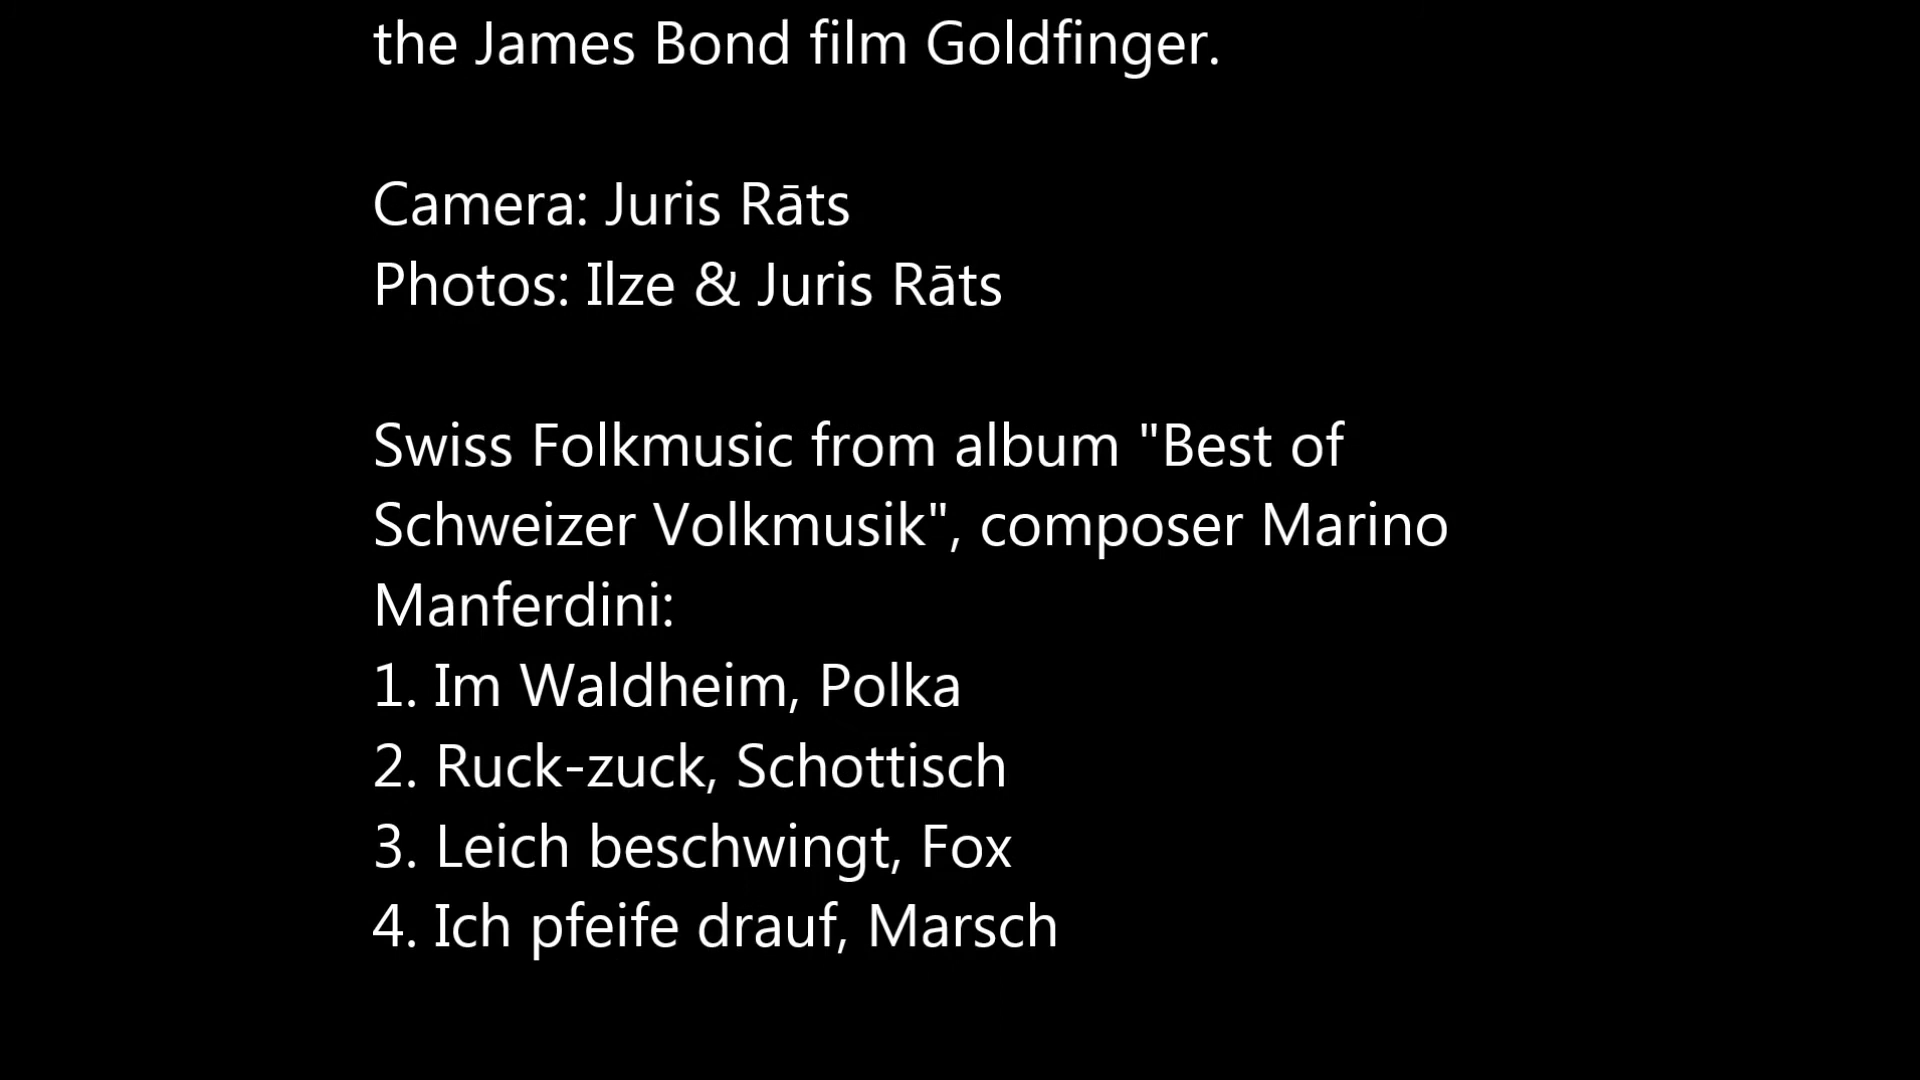 the James Bond film Goldfinger.
Camera: Juris Rāts
Photos: Ilze & Juris Rāts
Swiss Folkmusic from album "Best of
Schweizer Volkmusik", composer Marino
Manferdini:
1. Im Waldheim, Polka
2. Ruck-zuck, Schottisch
3. Leich beschwingt, Fox
4. Ich pfeife drauf, Marsch